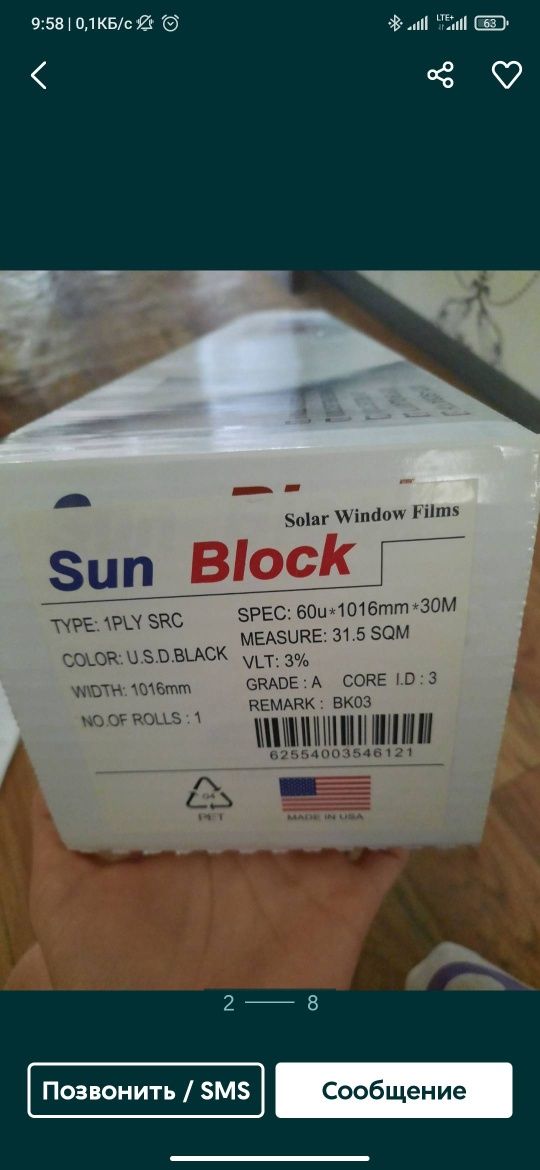 9:58 | 0,1КБ/с
LTE+
63
Solar Window Films
Sun Block
TYPE: 1PLY SRC
SPEC: 60u*1016mm*30M
COLOR: U.S.D.BLACK
MEASURE: 31.5 SQM
VLT: 3%
WIDTH: 1016mm
GRADE : A CORE I.D : 3
NO.OF ROLLS : 1
REMARK : BK03
62554003546121
04
PET
MADE IN USA
2 8
Позвонить / SMS
Сообщение